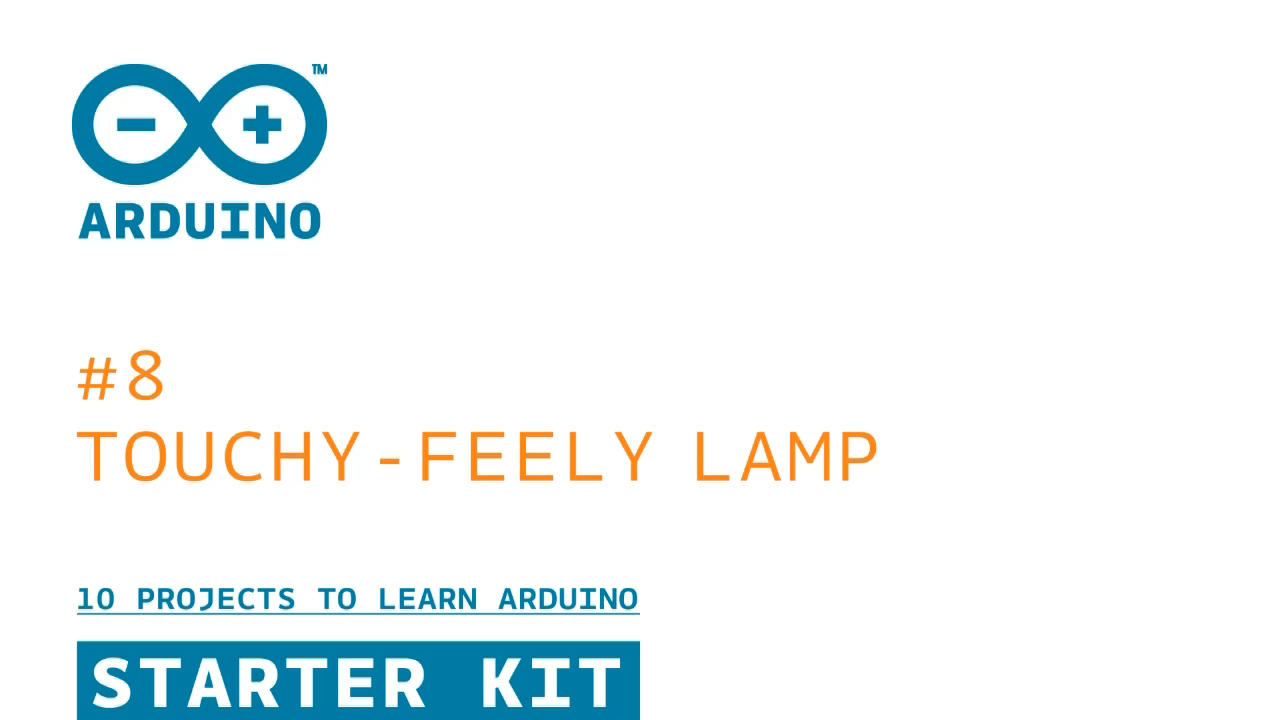 ™
ARDUINO
#8
TOUCHY-FEELY LAMP
10 PROJECTS TO LEARN ARDUINO
STARTER KIT